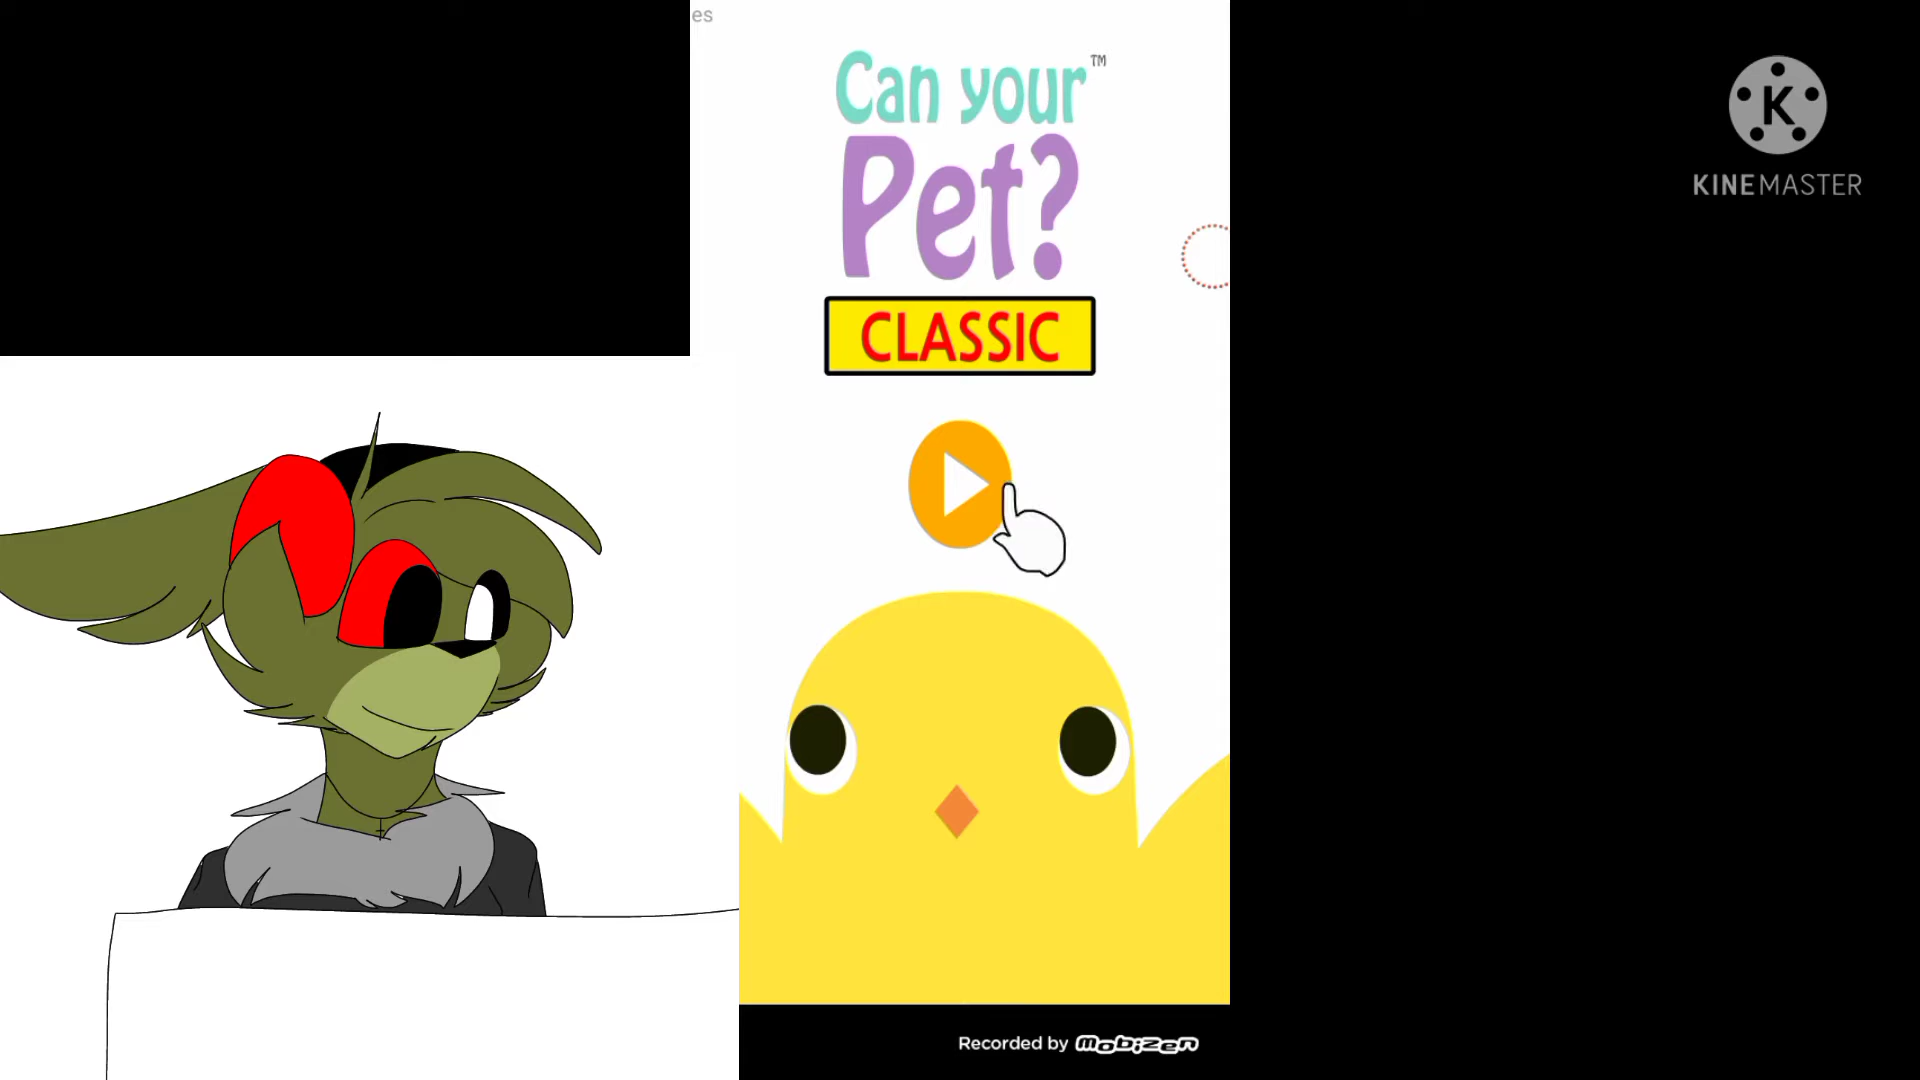 es
Can your™
Pet?
CLASSIC
K
KINEMASTER
Recorded by Mobizen